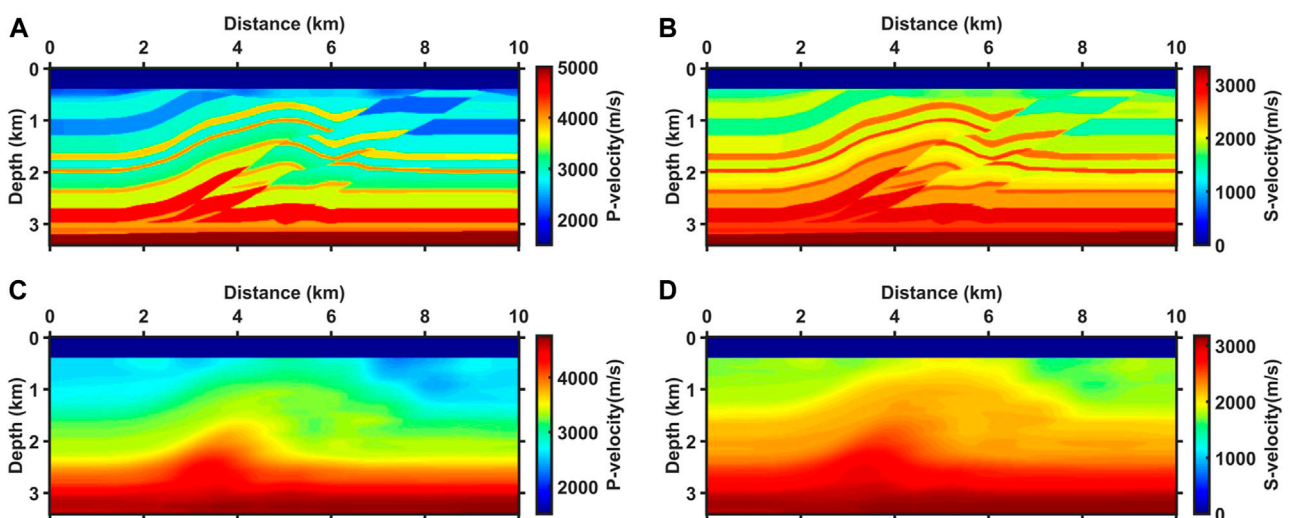 A
Distance (km)
0 2 4 6 8 10
0
1
2
3
Depth (km)
5000
4000
3000
2000
P-velocity(m/s)
B
Distance (km)
0 2 4 6 8 10
0
1
2
3
Depth (km)
3000
2000
1000
0
S-velocity(m/s)
C
Distance (km)
0 2 4 6 8 10
0
1
2
3
Depth (km)
4000
3000
2000
P-velocity(m/s)
D
Distance (km)
0 2 4 6 8 10
0
1
2
3
Depth (km)
3000
2000
1000
0
S-velocity(m/s)